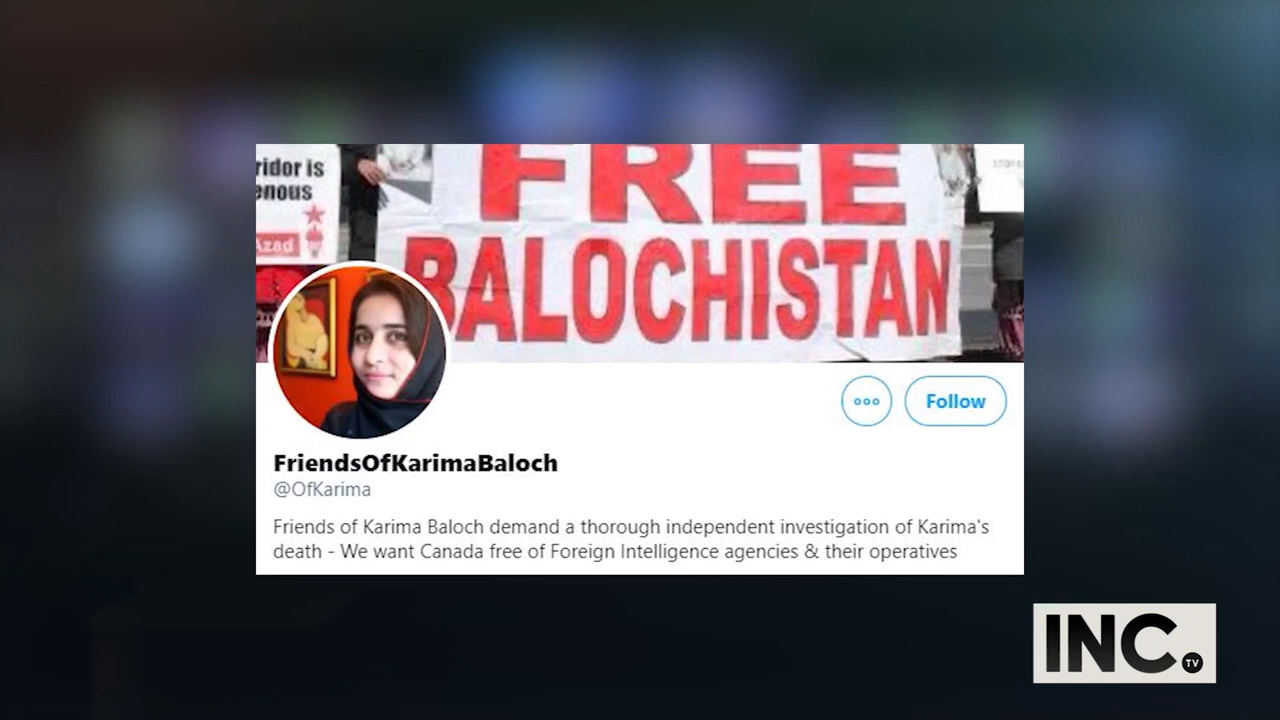 ridor is
enous
Azad
FREE
BALOCHISTAN
Follow
FriendsOfKarimaBaloch
@OfKarima
Friends of Karima Baloch demand a thorough independent investigation of Karima's
death - We want Canada free of Foreign Intelligence agencies & their operatives
INC.
TV